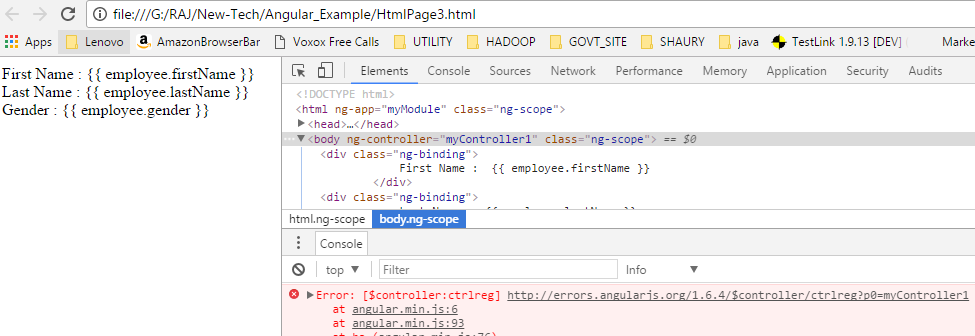 file:///G:/RAJ/New-Tech/Angular_Example/HtmlPage3.html
Apps Lenovo AmazonBrowserBar Voxox Free Calls UTILITY HADOOP GOVT_SITE SHAURY java TestLink 1.9.13 [DEV] Marke
First Name : {{ employee.firstName }}
Last Name : {{ employee.lastName }}
Gender : {{ employee.gender }}
Elements Console Sources Network Performance Memory Application Security Audits
<!DOCTYPE html>
<html ng-app="myModule" class="ng-scope">
<head>…</head>
<body ng-controller="myController1" class="ng-scope"> == $0
<div class="ng-binding">
First Name : {{ employee.firstName }}
</div>
<div class="ng-binding">
html.ng-scope body.ng-scope
Console
top Filter Info
Error: [$controller:ctrlreg] http://errors.angularjs.org/1.6.4/$controller/ctrlreg?p0=myController1
at angular.min.js:6
at angular.min.js:93